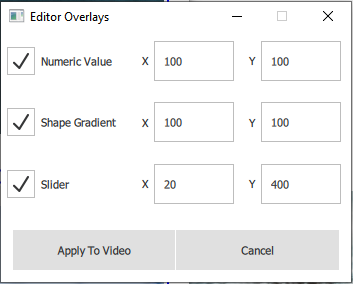 Editor Overlays
Numeric Value X 100 Y 100
Shape Gradient X 100 Y 100
Slider X 20 Y 400
Apply To Video Cancel